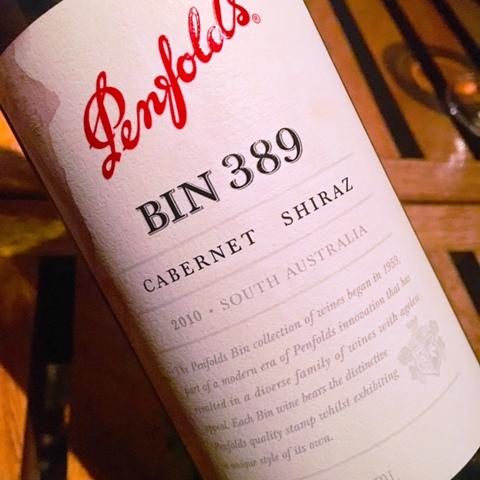 Penfolds®
BIN 389
CABERNET SHIRAZ
2010 • SOUTH AUSTRALIA
The Penfolds Bin collection of wines began in 1959,
part of a modern era of Penfolds innovation that has
resulted in a diverse family of wines with ageless
appeal. Each Bin wine bears the distinctive
Penfolds quality stamp whilst exhibiting
unique style of its own.
ML